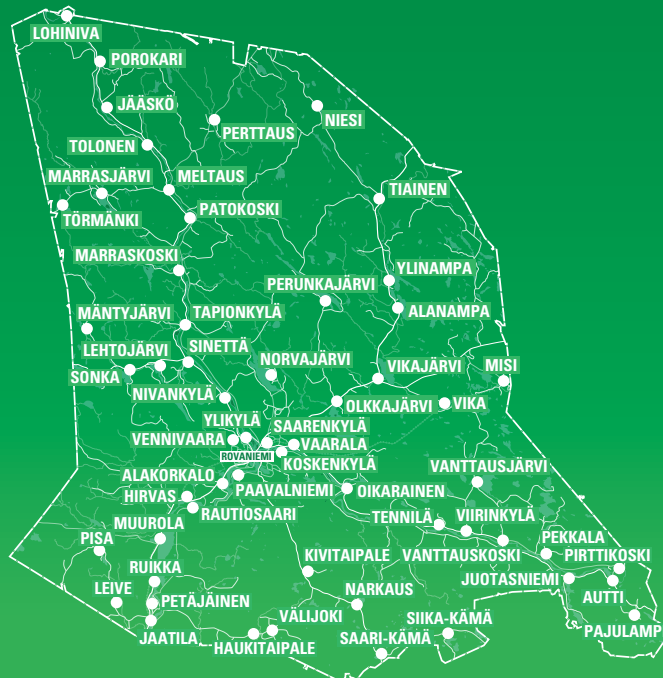 LOHINIVA
POROKARI
JÄÄSKÖ
NIESI
PERTTAUS
TOLONEN
MARRASJÄRVI
MELTAUS
TIAINEN
TÖRMÄNKI
PATOKOSKI
MARRASKOSKI
YLINAMPA
PERUNKAJÄRVI
MÄNTYJÄRVI
TAPIONKYLÄ
ALANAMPA
LEHTOJÄRVI
SINETTÄ
NORVAJÄRVI
VIKAJÄRVI
MISI
SONKA
NIVANKYLÄ
OLKKAJÄRVI
VIKA
YLIKYLÄ
SAARENKYLÄ
VENNIVAARA
VAARALA
ROVANIEMI
KOSKENKYLÄ
VANTTAUSJÄRVI
ALAKORKALO
PAAVALNIEMI
OIKARAINEN
HIRVAS
RAUTIOSAARI
TENNILÄ
VIIRINKYLÄ
MUUROLA
PISA
PEKKALA
VANTTAUSKOSKI
PIRTTIKOSKI
KIVITAIPALE
RUIKKA
JUOTASNIEMI
LEIVE
NARKAUS
AUTTI
PETÄJÄINEN
VÄLIJOKI
SIIKA-KÄMÄ
PAJULAMP
JAATILA
HAUKITAIPALE
SAARI-KÄMÄ